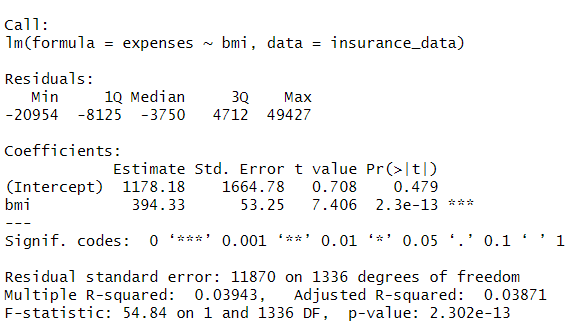 Call:
lm(formula = expenses ~ bmi, data = insurance_data)
Residuals:
Min 1Q Median 3Q Max
-20954 -8125 -3750 4712 49427
Coefficients:
Estimate Std. Error t value Pr(>|t|)
(Intercept) 1178.18 1664.78 0.708 0.479
bmi 394.33 53.25 7.406 2.3e-13 ***
---
Signif. codes: 0 ‘***’ 0.001 ‘**’ 0.01 ‘*’ 0.05 ‘.’ 0.1 ‘ ’ 1
Residual standard error: 11870 on 1336 degrees of freedom
Multiple R-squared: 0.03943, Adjusted R-squared: 0.03871
F-statistic: 54.84 on 1 and 1336 DF, p-value: 2.302e-13